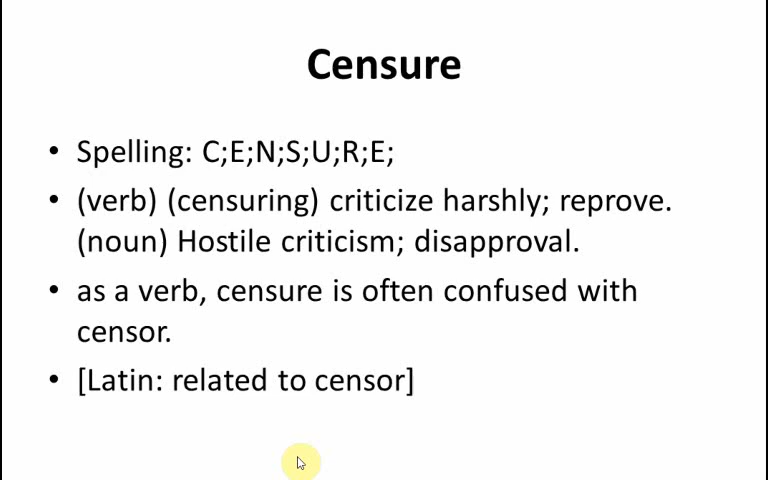 Censure
• Spelling: C;E;N;S;U;R;E;
• (verb) (censuring) criticize harshly; reprove.
(noun) Hostile criticism; disapproval.
• as a verb, censure is often confused with
censor.
• [Latin: related to censor]